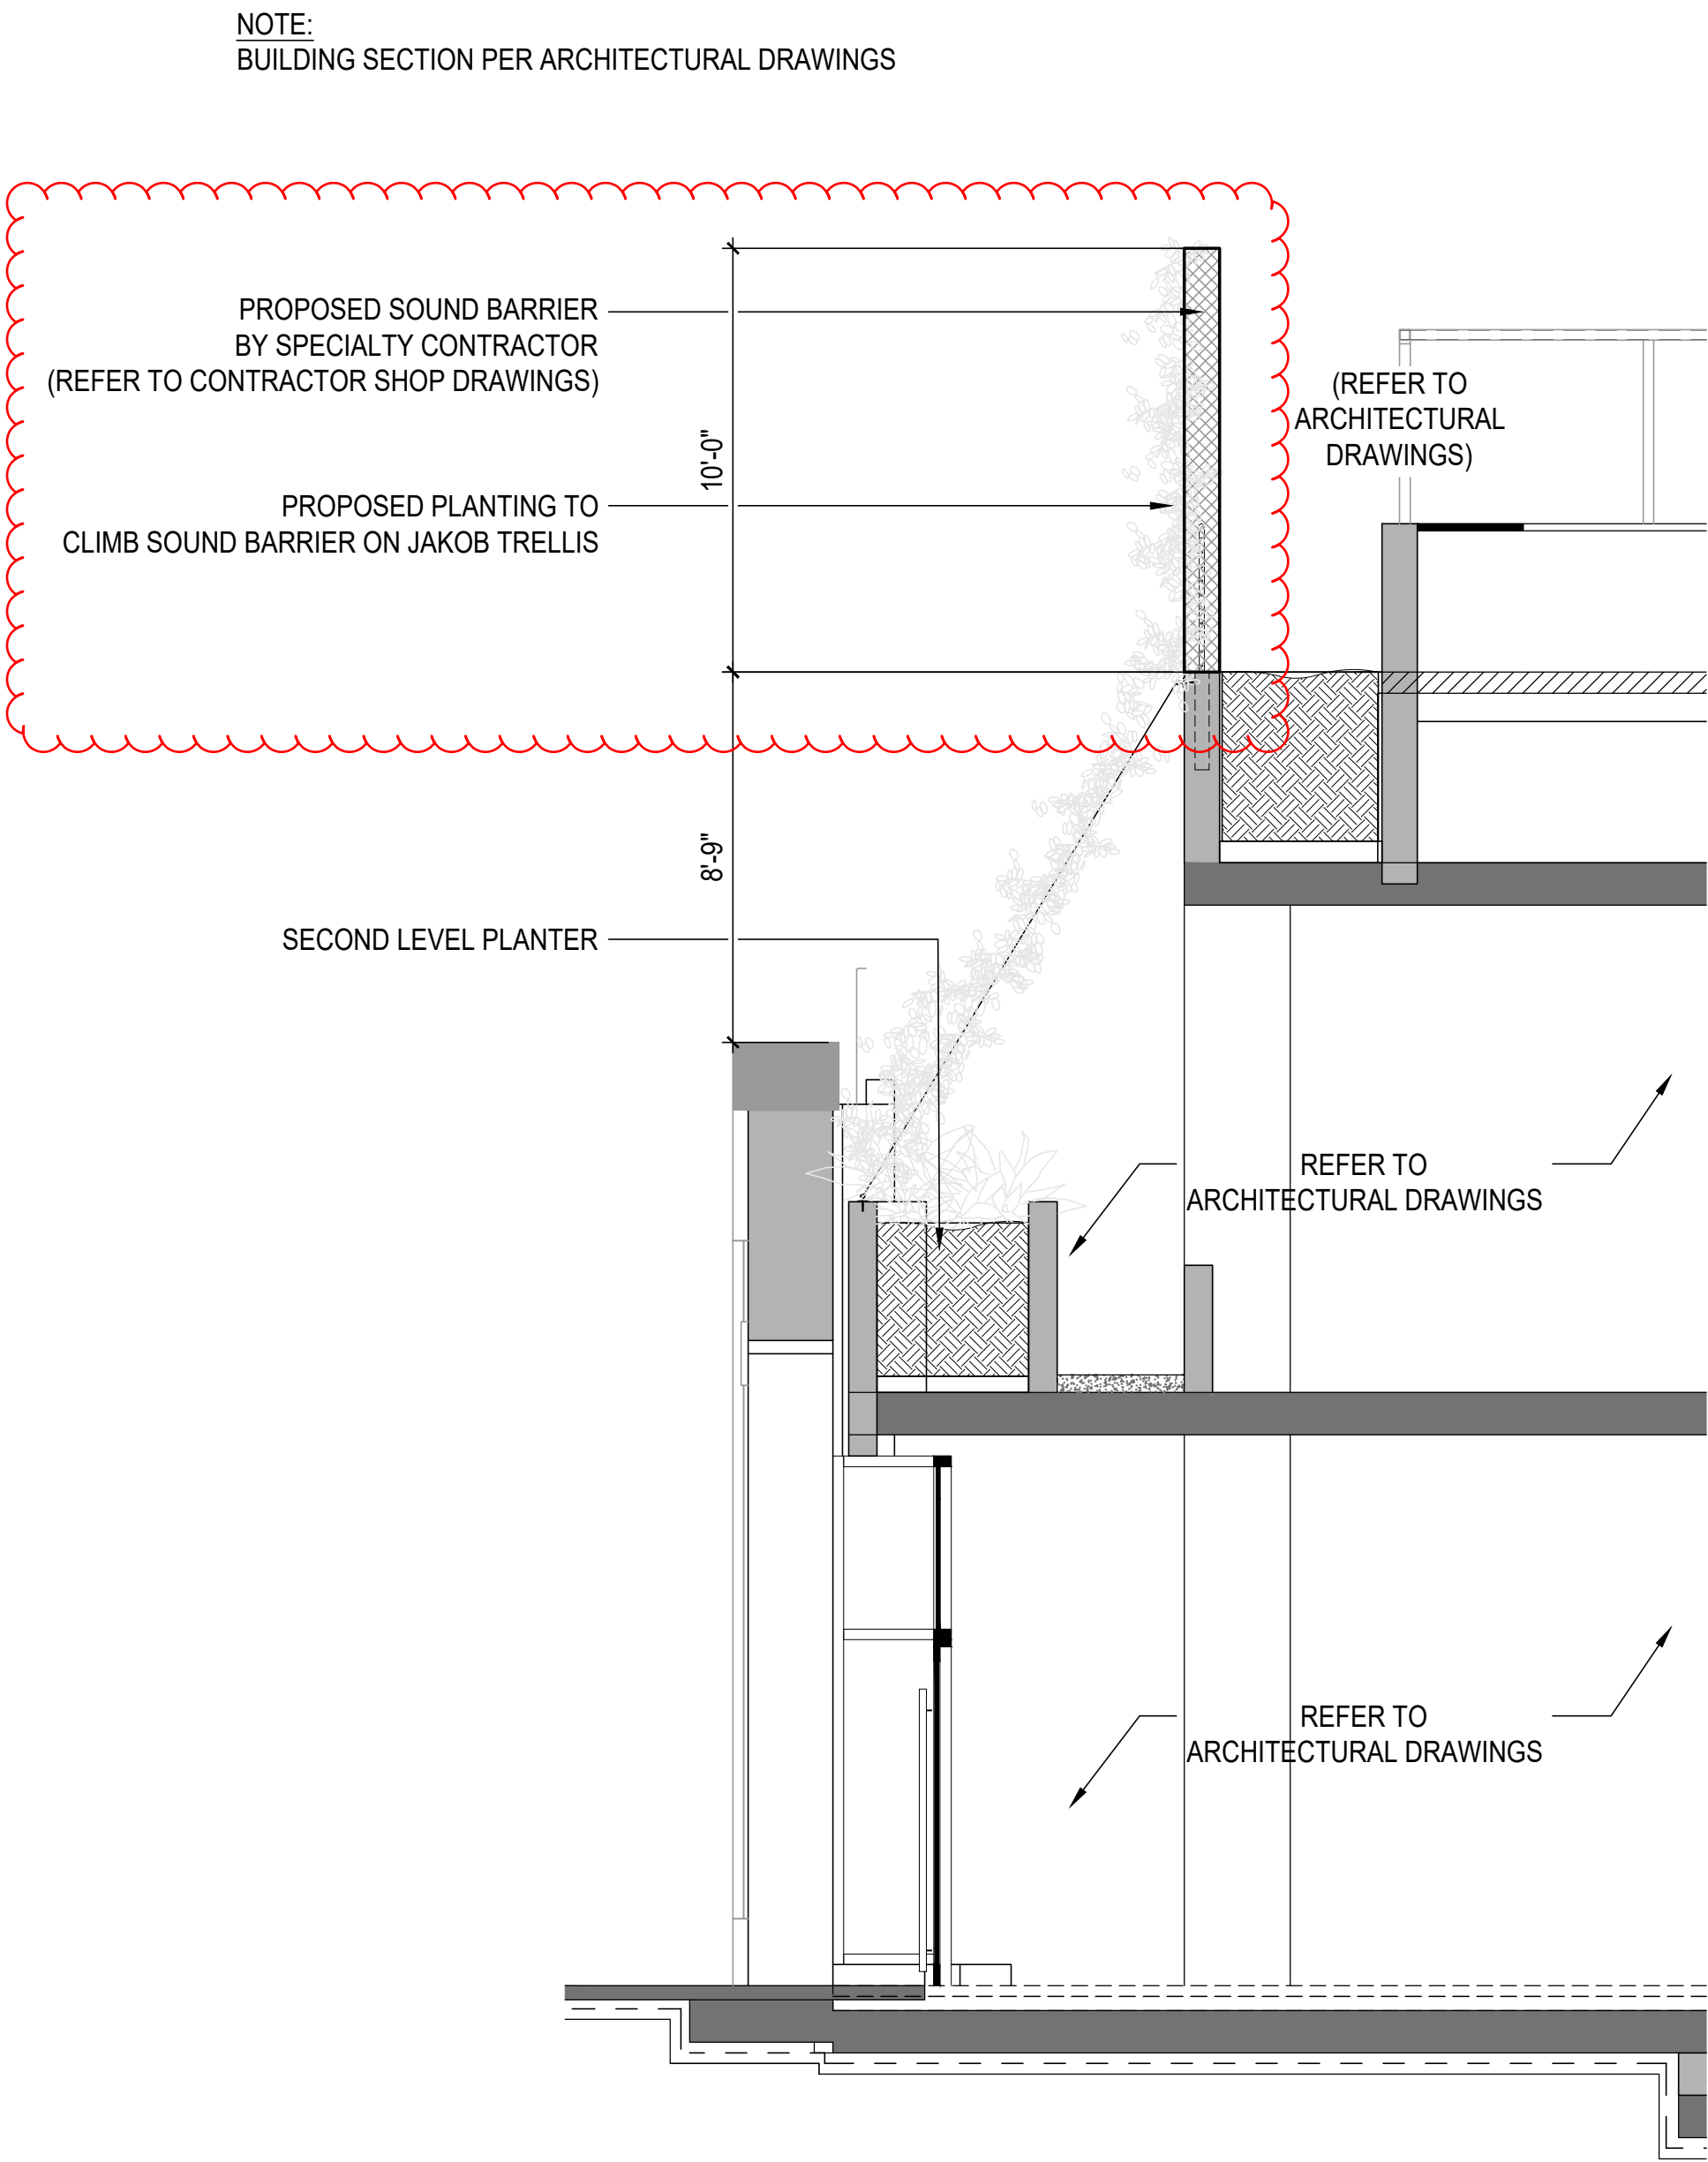 NOTE:
BUILDING SECTION PER ARCHITECTURAL DRAWINGS
PROPOSED SOUND BARRIER
BY SPECIALTY CONTRACTOR
(REFER TO CONTRACTOR SHOP DRAWINGS)
(REFER TO
ARCHITECTURAL
DRAWINGS)
10'-0"
PROPOSED PLANTING TO
CLIMB SOUND BARRIER ON JAKOB TRELLIS
8'-9"
SECOND LEVEL PLANTER
REFER TO
ARCHITECTURAL DRAWINGS
REFER TO
ARCHITECTURAL DRAWINGS